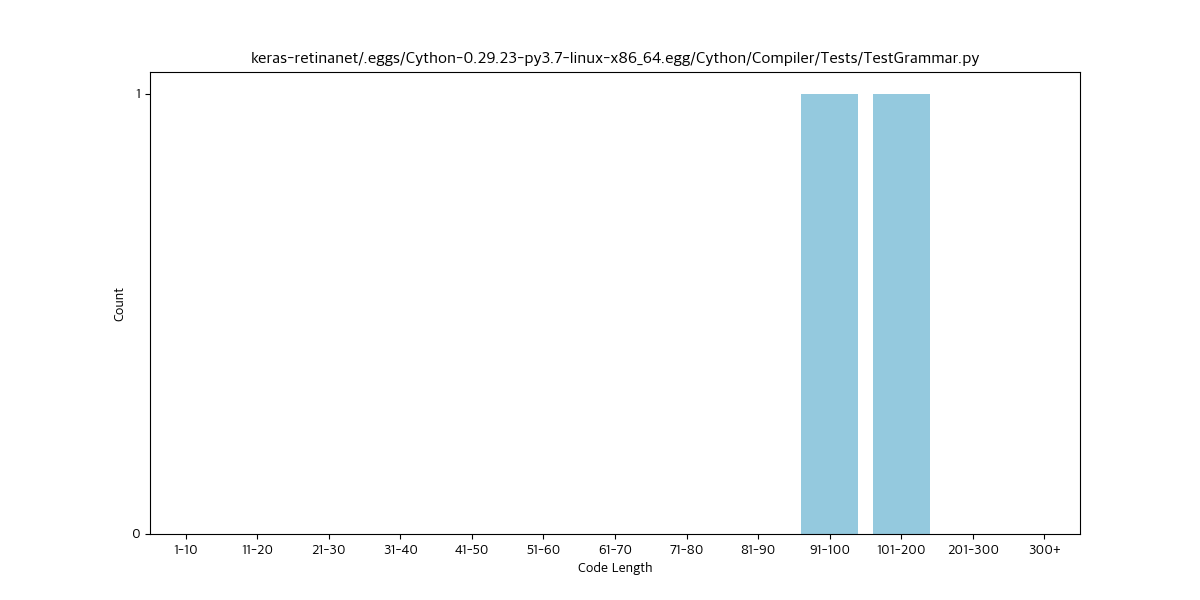 keras-retinanet/.eggs/Cython-0.29.23-py3.7-linux-x86_64.egg/Cython/Compiler/Tests/TestGrammar.py
1
Count
0
1-10 11-20 21-30 31-40 41-50 51-60 61-70 71-80 81-90 91-100 101-200 201-300 300+
Code Length